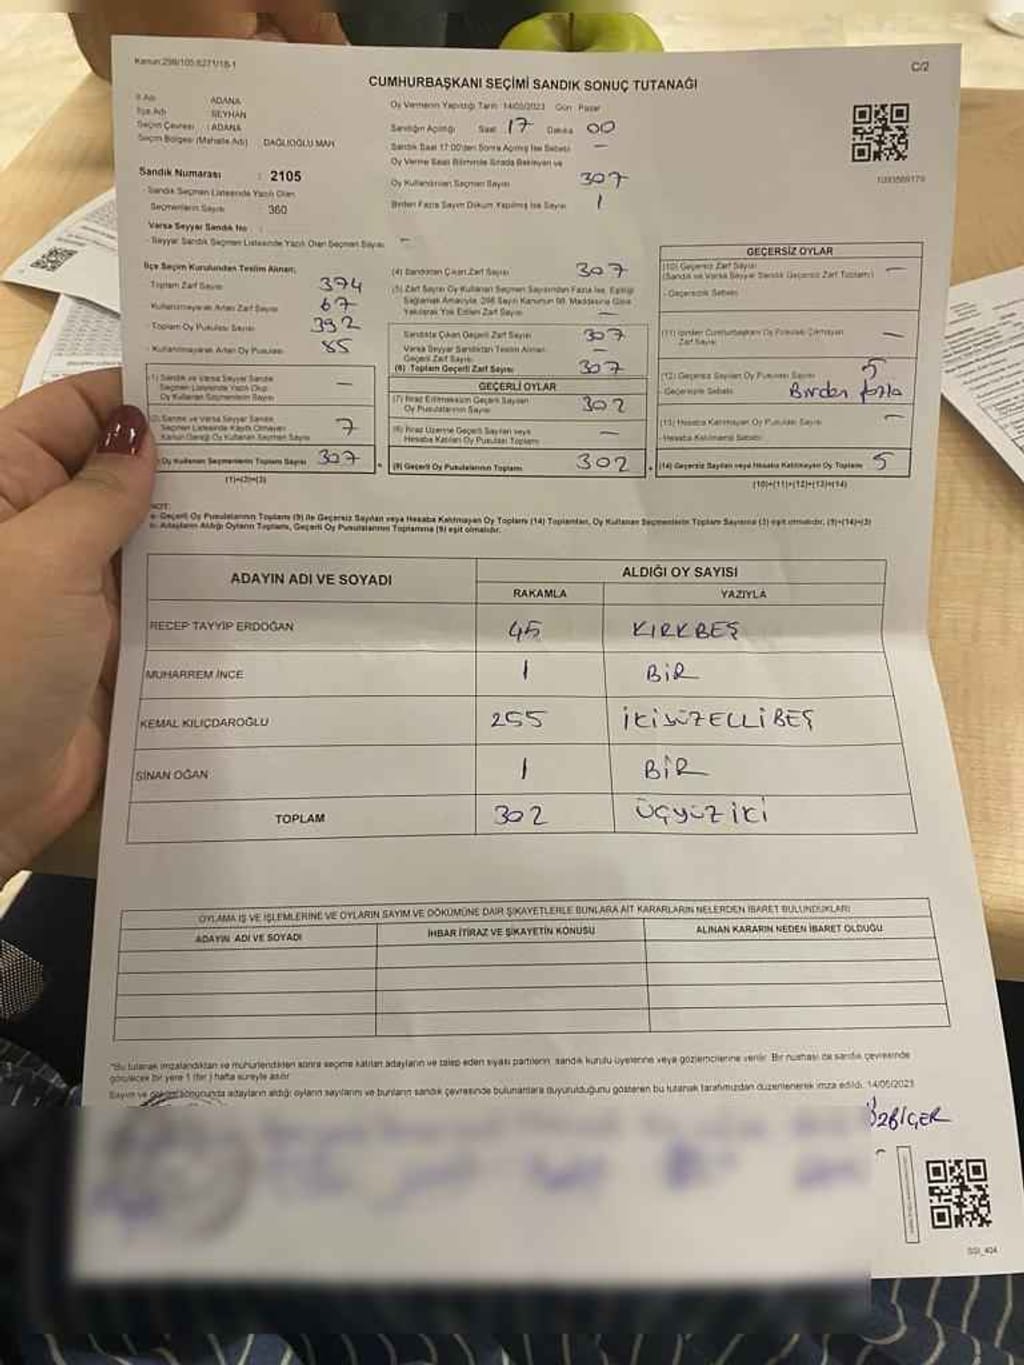 Kanun:298/105.6271/18-1
C/2
CUMHURBAŞKANI SEÇİMİ SANDIK SONUÇ TUTANAĞI
İl Adı ADANA
İlçe Adı SEYHAN
Seçim Çevresi : ADANA
Seçim Bölgesi (Mahalle Adı) DAĞLIOĞLU MAH
Sandık Numarası : 2105
- Sandık Seçmen Listesinde Yazılı Olan
Seçmenlerin Sayısı : 360
Varsa Seyyar Sandık No :
- Seyyar Sandık Seçmen Listesinde Yazılı Olan Seçmen Sayısı –
Oy Vermenin Yapıldığı Tarih 14/05/2023 Gün Pazar
Sandığın Açıldığı Saat 17 Dakika 00
Sandık Saat 17:00'den Sonra Açılmış İse Sebebi –
Oy Verme Saati Bitiminde Sırada Bekleyen ve
Oy Kullandırılan Seçmen Sayısı 307
Birden Fazla Sayım Döküm Yapılmış İse Sayısı 1
İlçe Seçim Kurulundan Teslim Alınan:
Toplam Zarf Sayısı 374
Kullanılmayarak Artan Zarf Sayısı 67
- Toplam Oy Pusulası Sayısı 392
- Kullanılmayarak Artan Oy Pusulası 85
(1) Sandık ve Varsa Seyyar Sandık
Seçmen Listesinde Yazılı Olup
Oy Kullanan Seçmenlerin Sayısı –
(2) Sandık ve Varsa Seyyar Sandık
Seçmen Listesinde Kayıtlı Olmayan
Kanun Gereği Oy Kullanan Seçmen Sayısı 7
Oy Kullanan Seçmenlerin Toplam Sayısı 307
(1)+(2)=(3)
(4) Sandıktan Çıkan Zarf Sayısı 307
(5) Zarf Sayısı Oy Kullanan Seçmen Sayısından Fazla İse, Eşitliği
Sağlamak Amacıyla, 298 Sayılı Kanunun 98. Maddesine Göre
Yakılarak Yok Edilen Zarf Sayısı –
Sandıkta Çıkan Geçerli Zarf Sayısı 307
Varsa Seyyar Sandıktan Teslim Alınan
Geçerli Zarf Sayısı –
(6) Toplam Geçerli Zarf Sayısı 307
GEÇERLİ OYLAR
(7) İtiraz Edilmeksizin Geçerli Sayılan
Oy Pusulalarının Sayısı 302
(8) İtiraz Üzerine Geçerli Sayılan veya
Hesaba Katılan Oy Pusulaları Toplamı –
(9) Geçerli Oy Pusulalarının Toplamı 302
GEÇERSİZ OYLAR
(10) Geçersiz Zarf Sayısı
(Sandık ve Varsa Seyyar Sandık Geçersiz Zarf Toplamı) –
- Geçersizlik Sebebi
(11) İçinden Cumhurbaşkanı Oy Pusulası Çıkmayan
Zarf Sayısı –
(12) Geçersiz Sayılan Oy Pusulası Sayısı 5
- Geçersizlik Sebebi Birden fazla
(13) Hesaba Katılmayan Oy Pusulası Sayısı –
- Hesaba Katılmama Sebebi
(14) Geçersiz Sayılan veya Hesaba Katılmayan Oy Toplamı 5
(10)+(11)+(12)+(13)=(14)
NOT:
a- Geçerli Oy Pusulalarının Toplamı (9) ile Geçersiz Sayılan veya Hesaba Katılmayan Oy Toplamı (14) Toplamları, Oy Kullanan Seçmenlerin Toplam Sayısına (3) eşit olmalıdır. (9)+(14)=(3)
b- Adayların Aldığı Oyların Toplamı, Geçerli Oy Pusulalarının Toplamına (9) eşit olmalıdır.
ADAYIN ADI VE SOYADI ALDIĞI OY SAYISI
RAKAMLA YAZIYLA
RECEP TAYYİP ERDOĞAN 45 KIRKBEŞ
MUHARREM İNCE 1 BİR
KEMAL KILIÇDAROĞLU 255 İKİYÜZELLİBEŞ
SİNAN OĞAN 1 BİR
TOPLAM 302 ÜÇYÜZİKİ
OYLAMA İŞ VE İŞLEMLERİNE VE OYLARIN SAYIM VE DÖKÜMÜNE DAİR ŞİKAYETLERLE BUNLARA AİT KARARLARIN NELERDEN İBARET BULUNDUKLARI
ADAYIN ADI VE SOYADI İHBAR İTİRAZ VE ŞİKAYETİN KONUSU ALINAN KARARIN NEDEN İBARET OLDUĞU
*Bu tutanak imzalandıktan ve mühürlendikten sonra seçime katılan adayların ve talep eden siyasi partilerin, sandık kurulu üyelerine veya gözlemcilerine verilir. Bir nüshası da sandık çevresinde
görülecek bir yere 1 (bir) hafta süreyle asılır.
Sayım ve döküm sonucunda adayların aldığı oyların sayılarını ve bunların sandık çevresinde bulunanlara duyurulduğunu gösteren bu tutanak tarafımızdan düzenlenerek imza edildi. 14/05/2023
SSI_404